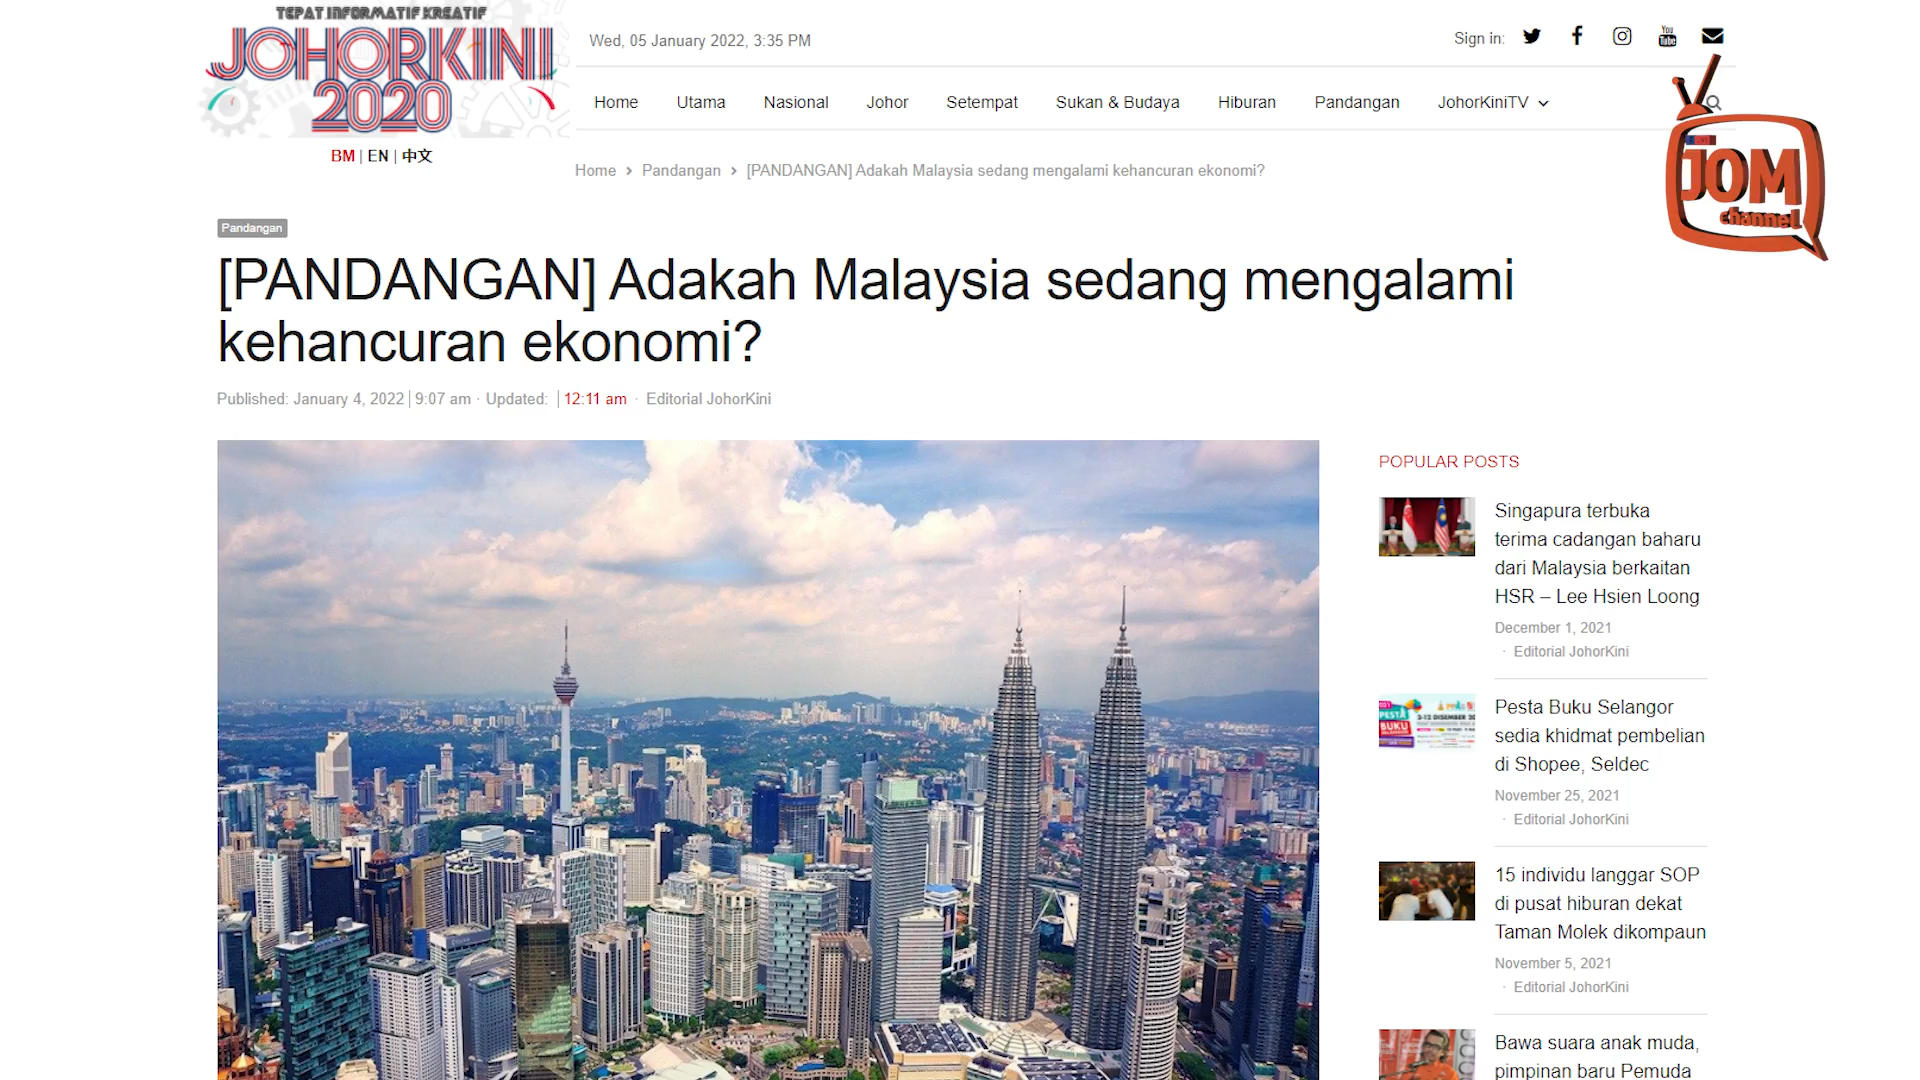 TEPAT INFORMATIF KREATIF
JOHORKINI
2020
BM | EN | 中文
Wed, 05 January 2022, 3:35 PM
Sign in:
You
Tube
Home Utama Nasional Johor Setempat Sukan & Budaya Hiburan Pandangan JohorKiniTV
JOM
channel
Home > Pandangan > [PANDANGAN] Adakah Malaysia sedang mengalami kehancuran ekonomi?
Pandangan
[PANDANGAN] Adakah Malaysia sedang mengalami
kehancuran ekonomi?
Published: January 4, 2022 | 9:07 am · Updated: | 12:11 am · Editorial JohorKini
POPULAR POSTS
Singapura terbuka
terima cadangan baharu
dari Malaysia berkaitan
HSR – Lee Hsien Loong
December 1, 2021
· Editorial JohorKini
PESTA
BUKU
Pesta Buku Selangor
sedia khidmat pembelian
di Shopee, Seldec
November 25, 2021
· Editorial JohorKini
15 individu langgar SOP
di pusat hiburan dekat
Taman Molek dikompaun
November 5, 2021
· Editorial JohorKini
Bawa suara anak muda,
pimpinan baru Pemuda